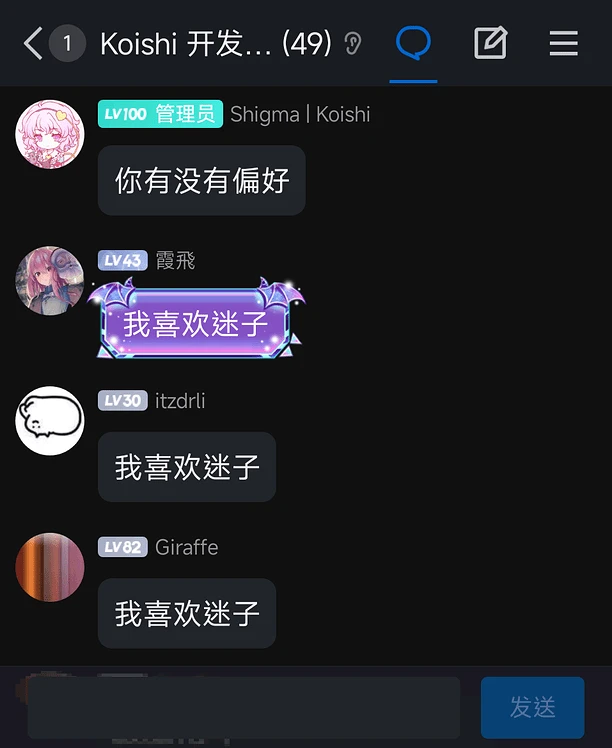 1
Koishi 开发… (49)
LV100 管理员 Shigma | Koishi
你有没有偏好
LV43 霞飛
我喜欢迷子
LV30 itzdrli
我喜欢迷子
LV82 Giraffe
我喜欢迷子
发送